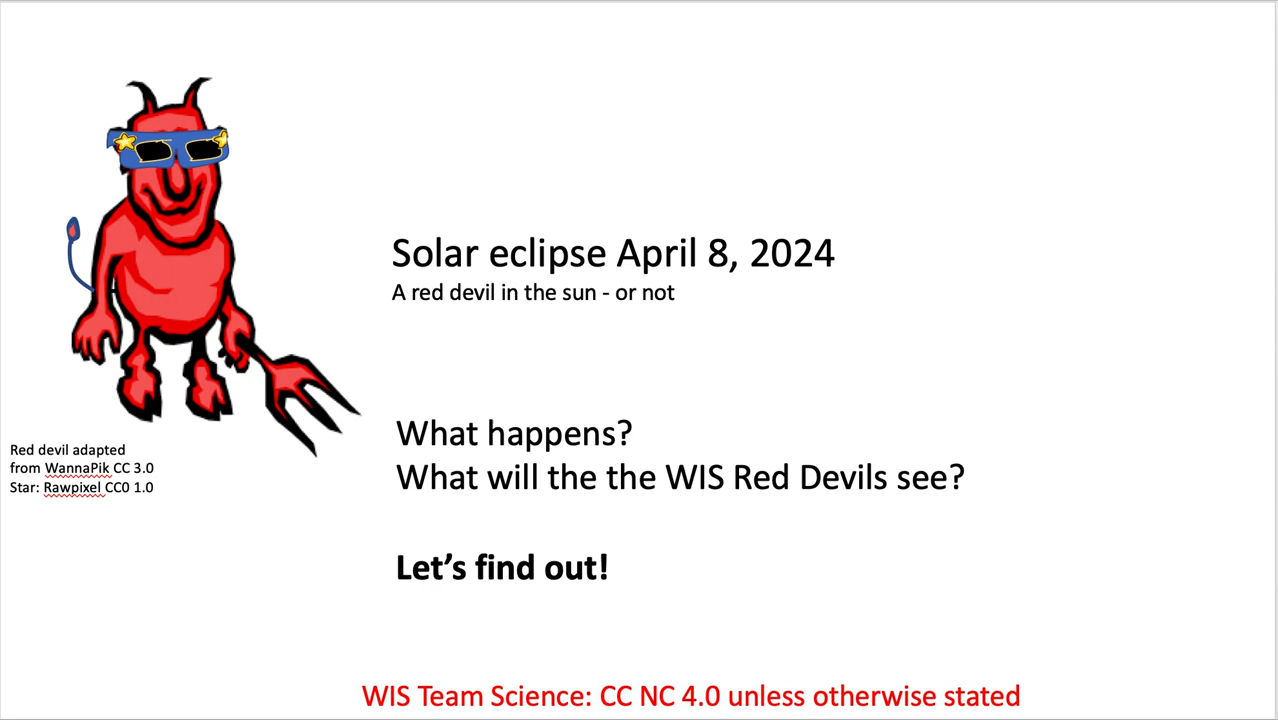 Solar eclipse April 8, 2024
A red devil in the sun - or not
What happens?
What will the the WIS Red Devils see?
Let's find out!
Red devil adapted
from WannaPik CC 3.0
Star: Rawpixel CC0 1.0
WIS Team Science: CC NC 4.0 unless otherwise stated